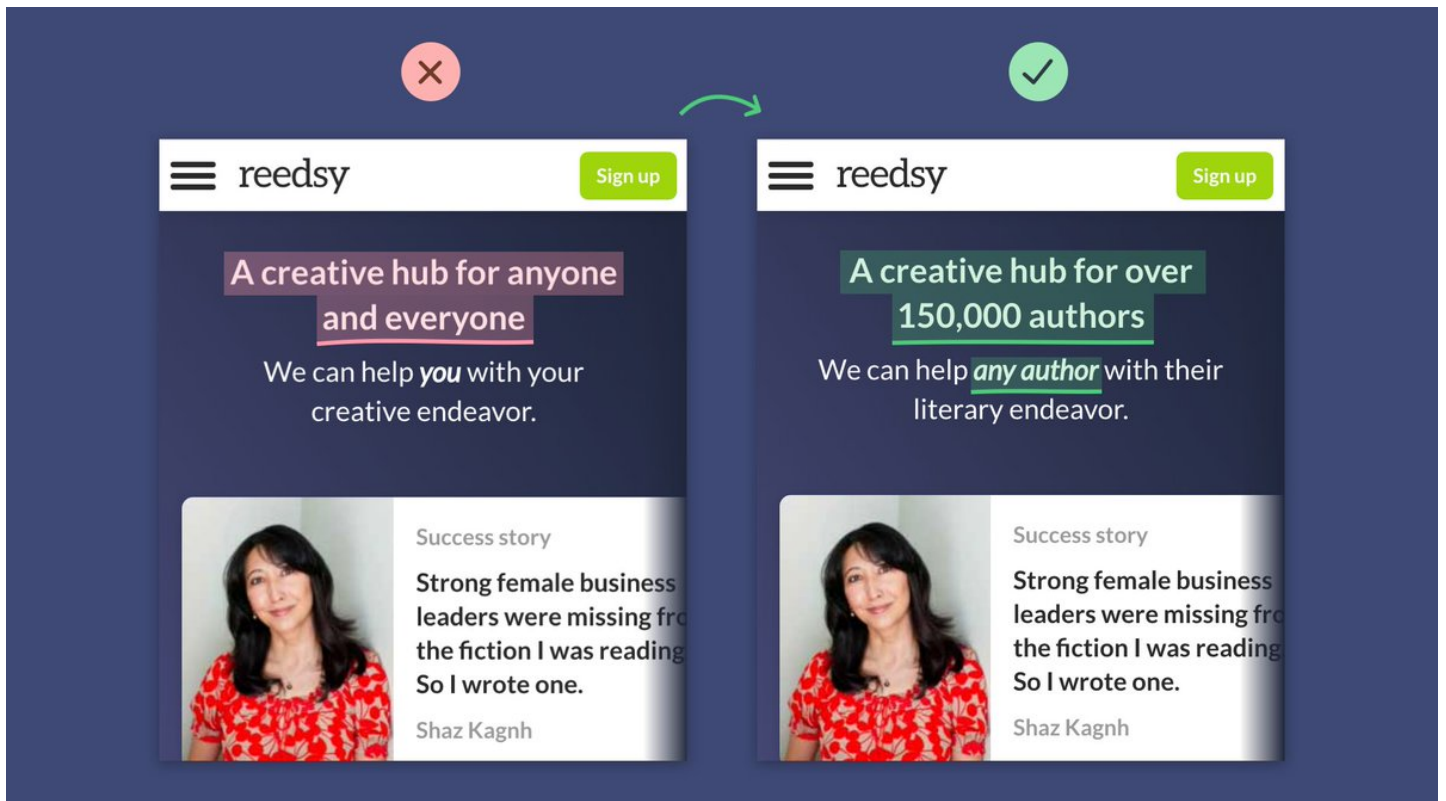 reedsy
Sign up
A creative hub for anyone
and everyone
We can help you with your
creative endeavor.
Success story
Strong female business
leaders were missing fro
the fiction I was reading
So I wrote one.
Shaz Kagnh
reedsy
Sign up
A creative hub for over
150,000 authors
We can help any author with their
literary endeavor.
Success story
Strong female business
leaders were missing fro
the fiction I was reading
So I wrote one.
Shaz Kagnh